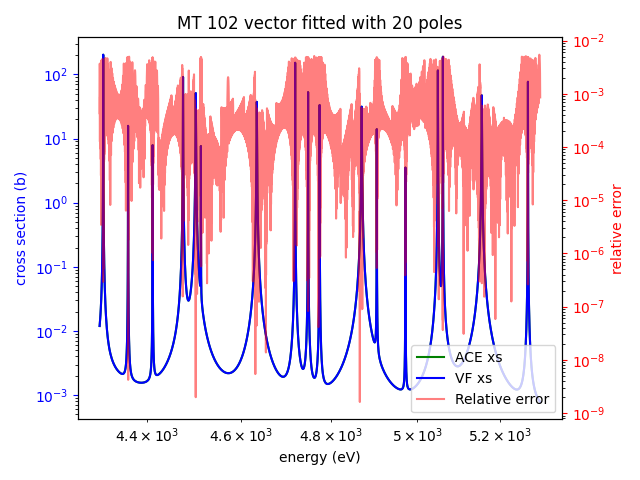 MT 102 vector fitted with 20 poles
cross section (b)
10²
10¹
10⁰
10⁻¹
10⁻²
10⁻³
10⁻²
10⁻³
10⁻⁴
10⁻⁵
10⁻⁶
10⁻⁷
10⁻⁸
10⁻⁹
relative error
ACE xs
VF xs
Relative error
4.4 × 10³ 4.6 × 10³ 4.8 × 10³ 5 × 10³ 5.2 × 10³
energy (eV)